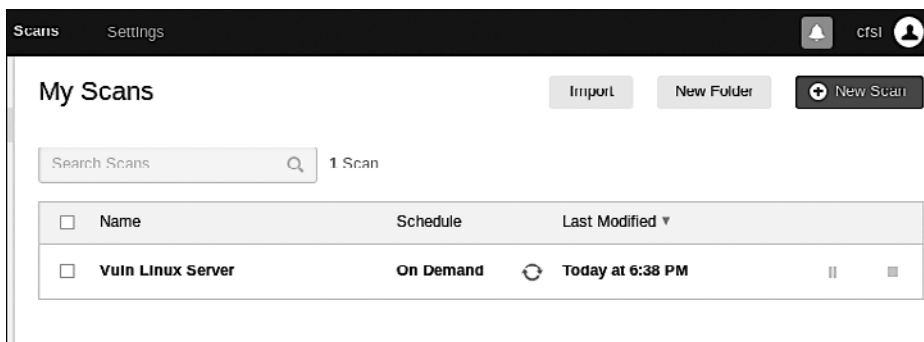 Scans Settings cfsl
My Scans Import New Folder New Scan
Search Scans 1 Scan
Name Schedule Last Modified
Vuln Linux Server On Demand Today at 6:38 PM